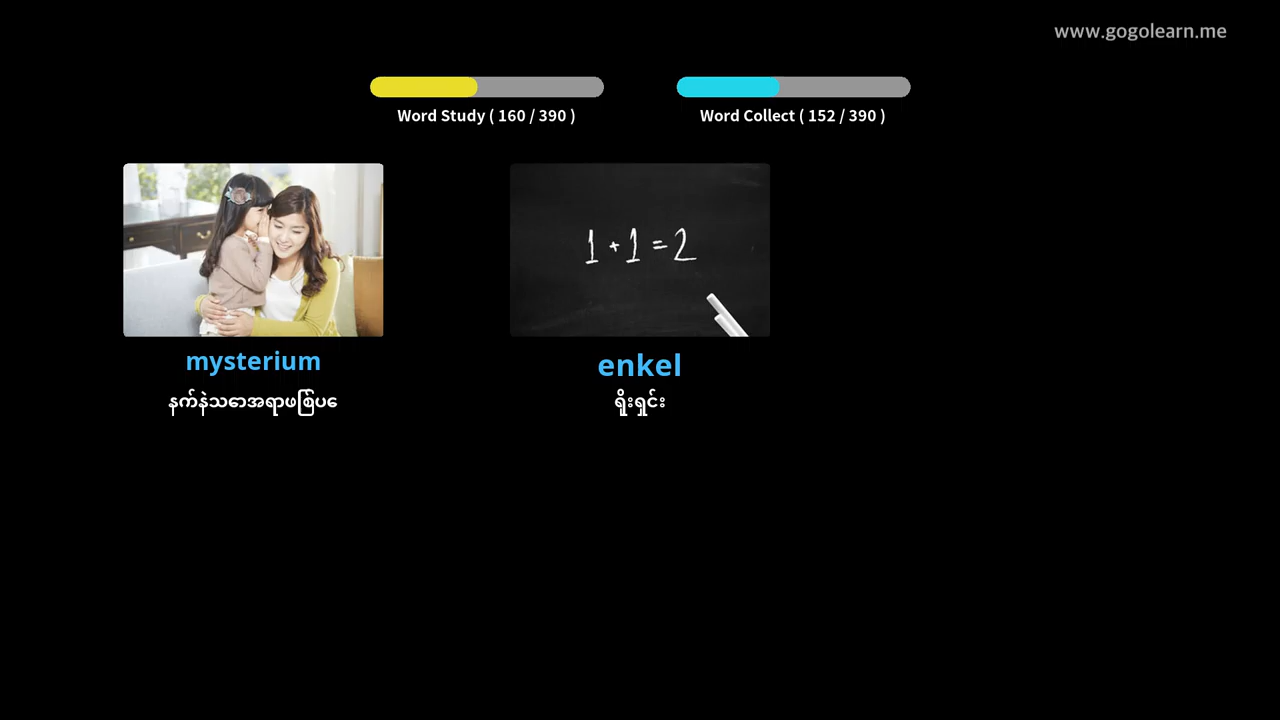 www.gogolearn.me
Word Study ( 160 / 390 )
Word Collect ( 152 / 390 )
1 + 1 = 2
mysterium
enkel
နက်နဲသောအရာဖြစ်ပေ
ရိုးရှင်း